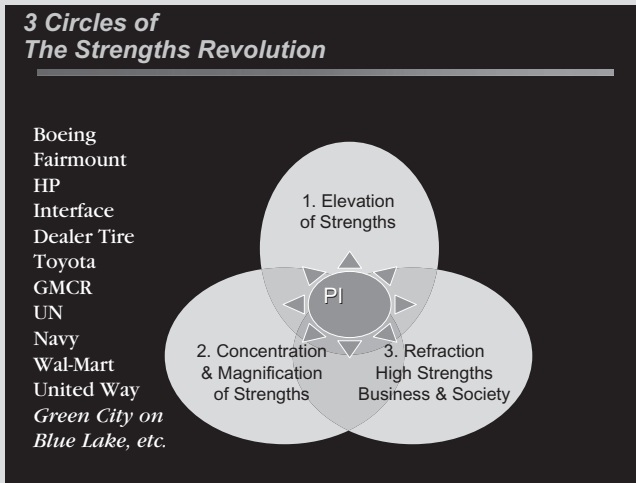 3 Circles of
The Strengths Revolution
Boeing
Fairmount
HP
Interface
Dealer Tire
Toyota
GMCR
UN
Navy
Wal-Mart
United Way
Green City on
Blue Lake, etc.
1. Elevation
of Strengths
PI
2. Concentration
& Magnification
of Strengths
3. Refraction
High Strengths
Business & Society